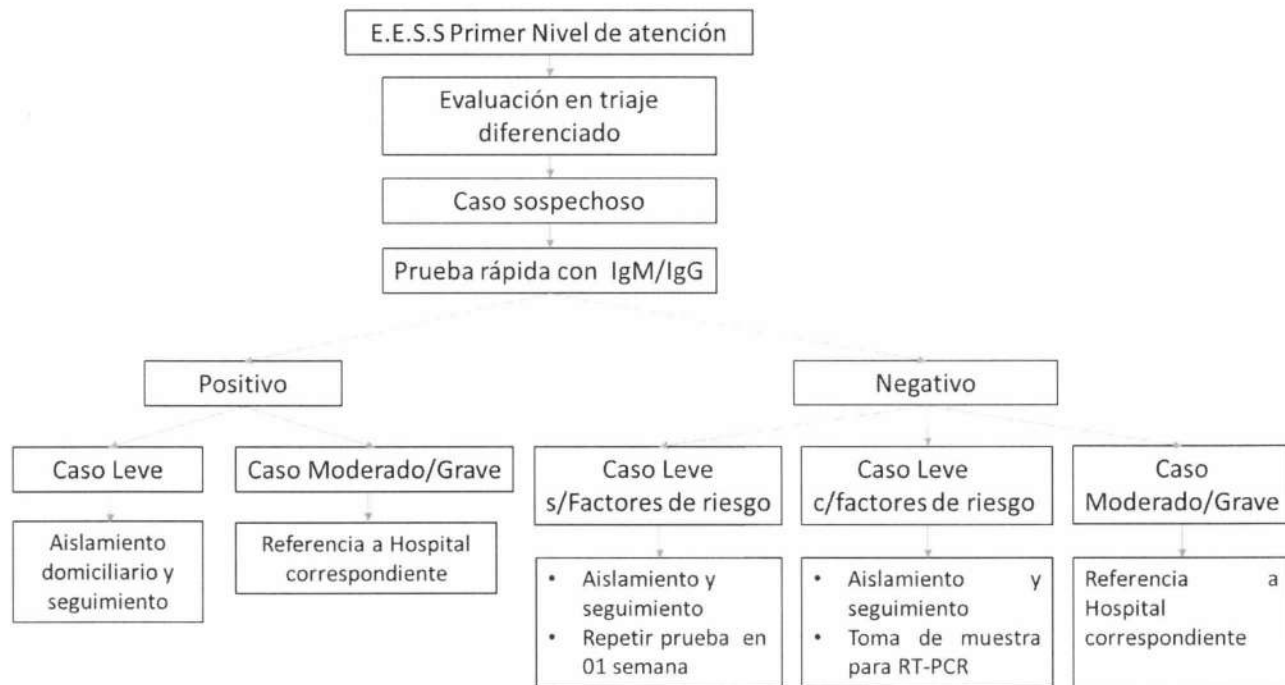 E.E.S.S Primer Nivel de atención
Evaluación en triaje
diferenciado
Caso sospechoso
Prueba rápida con IgM/IgG
Positivo
Negativo
Caso Leve
Caso Moderado/Grave
Caso Leve
s/Factores de riesgo
Caso Leve
c/factores de riesgo
Caso
Moderado/Grave
Aislamiento
domiciliario y
seguimiento
Referencia a Hospital
correspondiente
• Aislamiento y
seguimiento
• Repetir prueba en
01 semana
• Aislamiento y
seguimiento
• Toma de muestra
para RT-PCR
Referencia a
Hospital
correspondiente